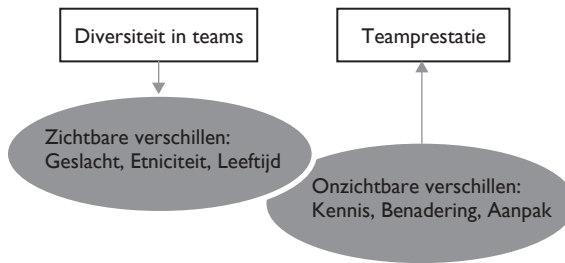 Diversiteit in teams
Teamprestatie
Zichtbare verschillen:
Geslacht, Etniciteit, Leeftijd
Onzichtbare verschillen:
Kennis, Benadering, Aanpak